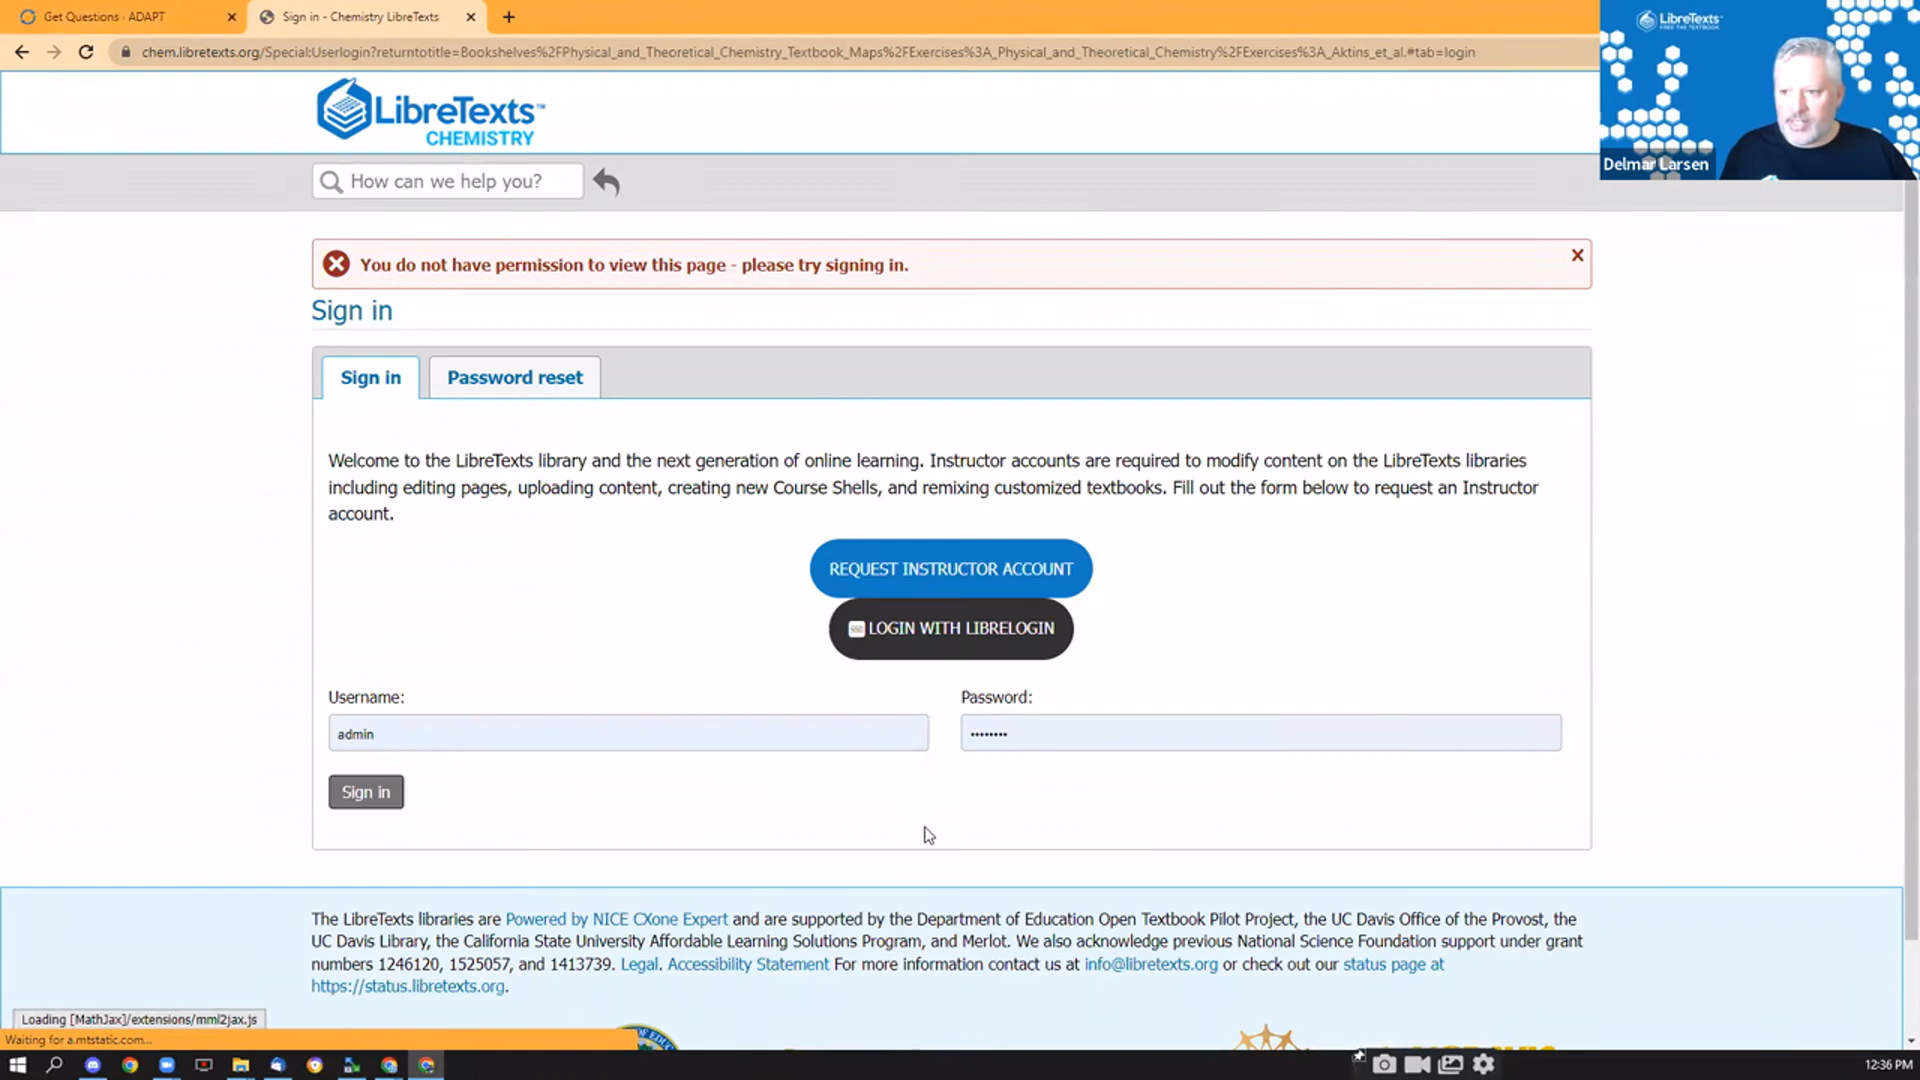 Get Questions · ADAPT
Sign in - Chemistry LibreTexts
chem.libretexts.org/Special:Userlogin?returntotitle=Bookshelves%2FPhysical_and_Theoretical_Chemistry_Textbook_Maps%2FExercises%3A_Physical_and_Theoretical_Chemistry%2FExercises%3A_Aktins_et_al.#tab=login
LibreTexts™
FREE THE TEXTBOOK
Delmar Larsen
LibreTexts™
CHEMISTRY
How can we help you?
You do not have permission to view this page - please try signing in.
Sign in
Sign in
Password reset
Welcome to the LibreTexts library and the next generation of online learning. Instructor accounts are required to modify content on the LibreTexts libraries
including editing pages, uploading content, creating new Course Shells, and remixing customized textbooks. Fill out the form below to request an Instructor
account.
REQUEST INSTRUCTOR ACCOUNT
LOGIN WITH LIBRELOGIN
Username:
Password:
admin
••••••••
Sign in
The LibreTexts libraries are Powered by NICE CXone Expert and are supported by the Department of Education Open Textbook Pilot Project, the UC Davis Office of the Provost, the
UC Davis Library, the California State University Affordable Learning Solutions Program, and Merlot. We also acknowledge previous National Science Foundation support under grant
numbers 1246120, 1525057, and 1413739. Legal. Accessibility Statement For more information contact us at info@libretexts.org or check out our status page at
https://status.libretexts.org.
Loading [MathJax]/extensions/mml2jax.js
Waiting for a.mtstatic.com...
12:36 PM